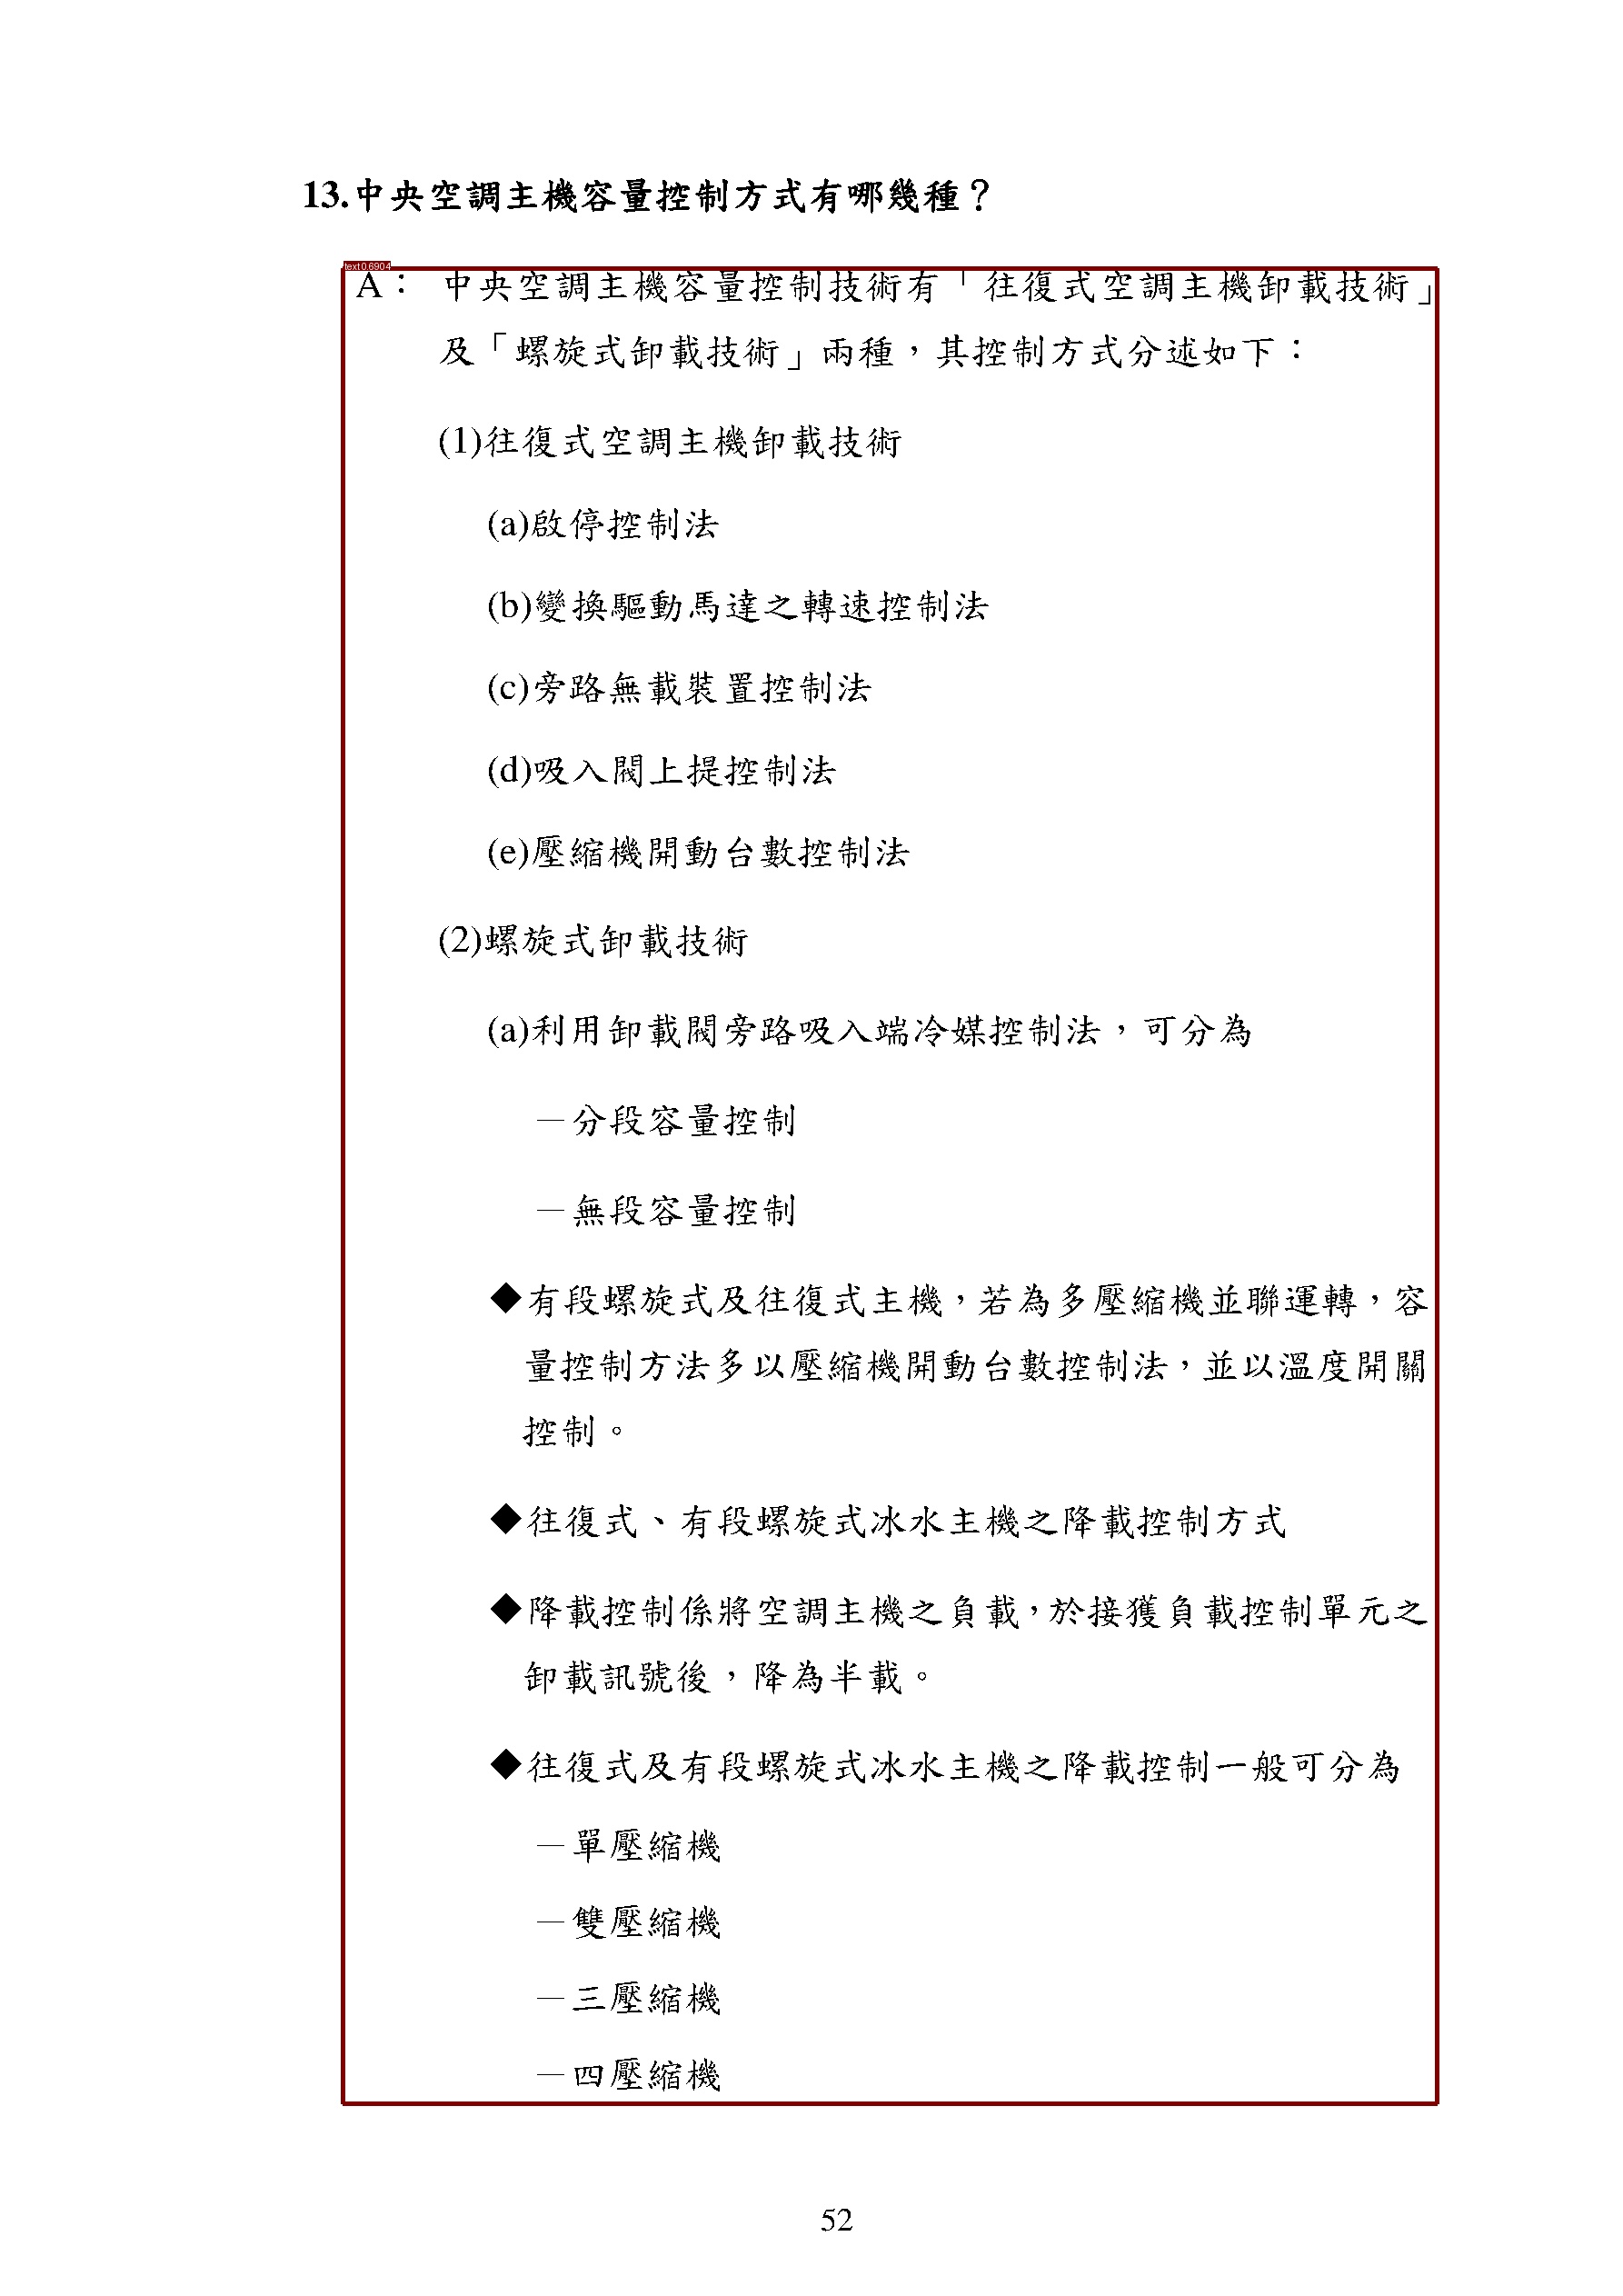 13.中央空調主機容量控制方式有哪幾種？
text0.6904
A： 中央空調主機容量控制技術有「往復式空調主機卸載技術」
及「螺旋式卸載技術」兩種，其控制方式分述如下：
(1)往復式空調主機卸載技術
(a)啟停控制法
(b)變換驅動馬達之轉速控制法
(c)旁路無載裝置控制法
(d)吸入閥上提控制法
(e)壓縮機開動台數控制法
(2)螺旋式卸載技術
(a)利用卸載閥旁路吸入端冷媒控制法，可分為
－分段容量控制
－無段容量控制
◆有段螺旋式及往復式主機，若為多壓縮機並聯運轉，容
量控制方法多以壓縮機開動台數控制法，並以溫度開關
控制。
◆往復式、有段螺旋式冰水主機之降載控制方式
◆降載控制係將空調主機之負載，於接獲負載控制單元之
卸載訊號後，降為半載。
◆往復式及有段螺旋式冰水主機之降載控制一般可分為
－單壓縮機
－雙壓縮機
－三壓縮機
－四壓縮機
52